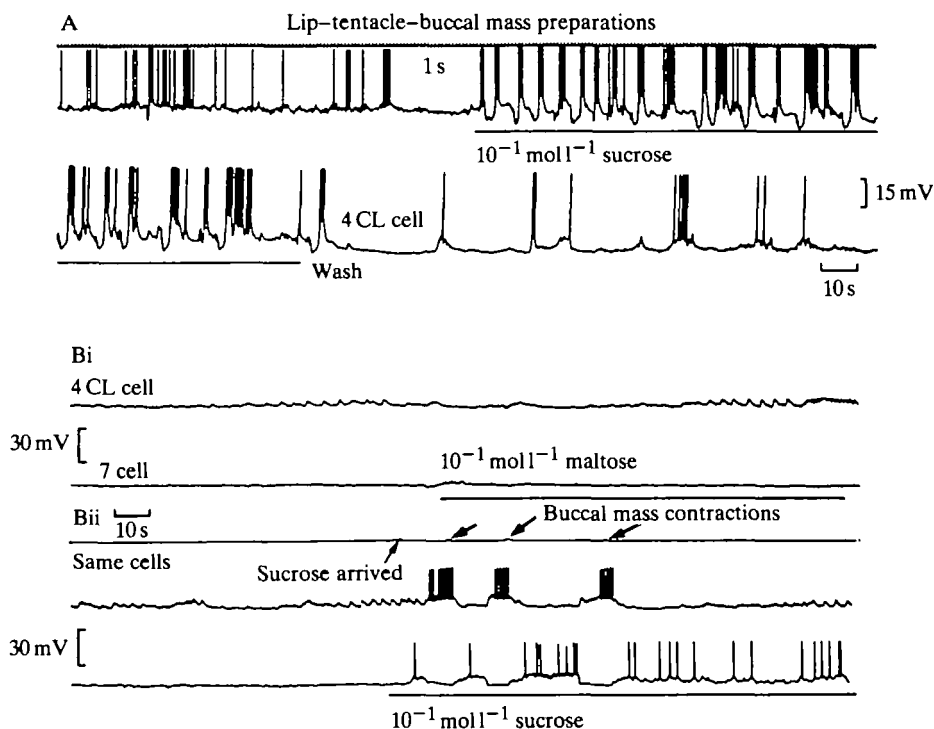 A
Lip–tentacle–buccal mass preparations
1 s
10⁻¹ mol l⁻¹ sucrose
15 mV
4 CL cell
Wash
10 s
Bi
4 CL cell
30 mV
7 cell
10⁻¹ mol l⁻¹ maltose
10 s
Bii
Buccal mass contractions
Same cells
Sucrose arrived
30 mV
10⁻¹ mol l⁻¹ sucrose